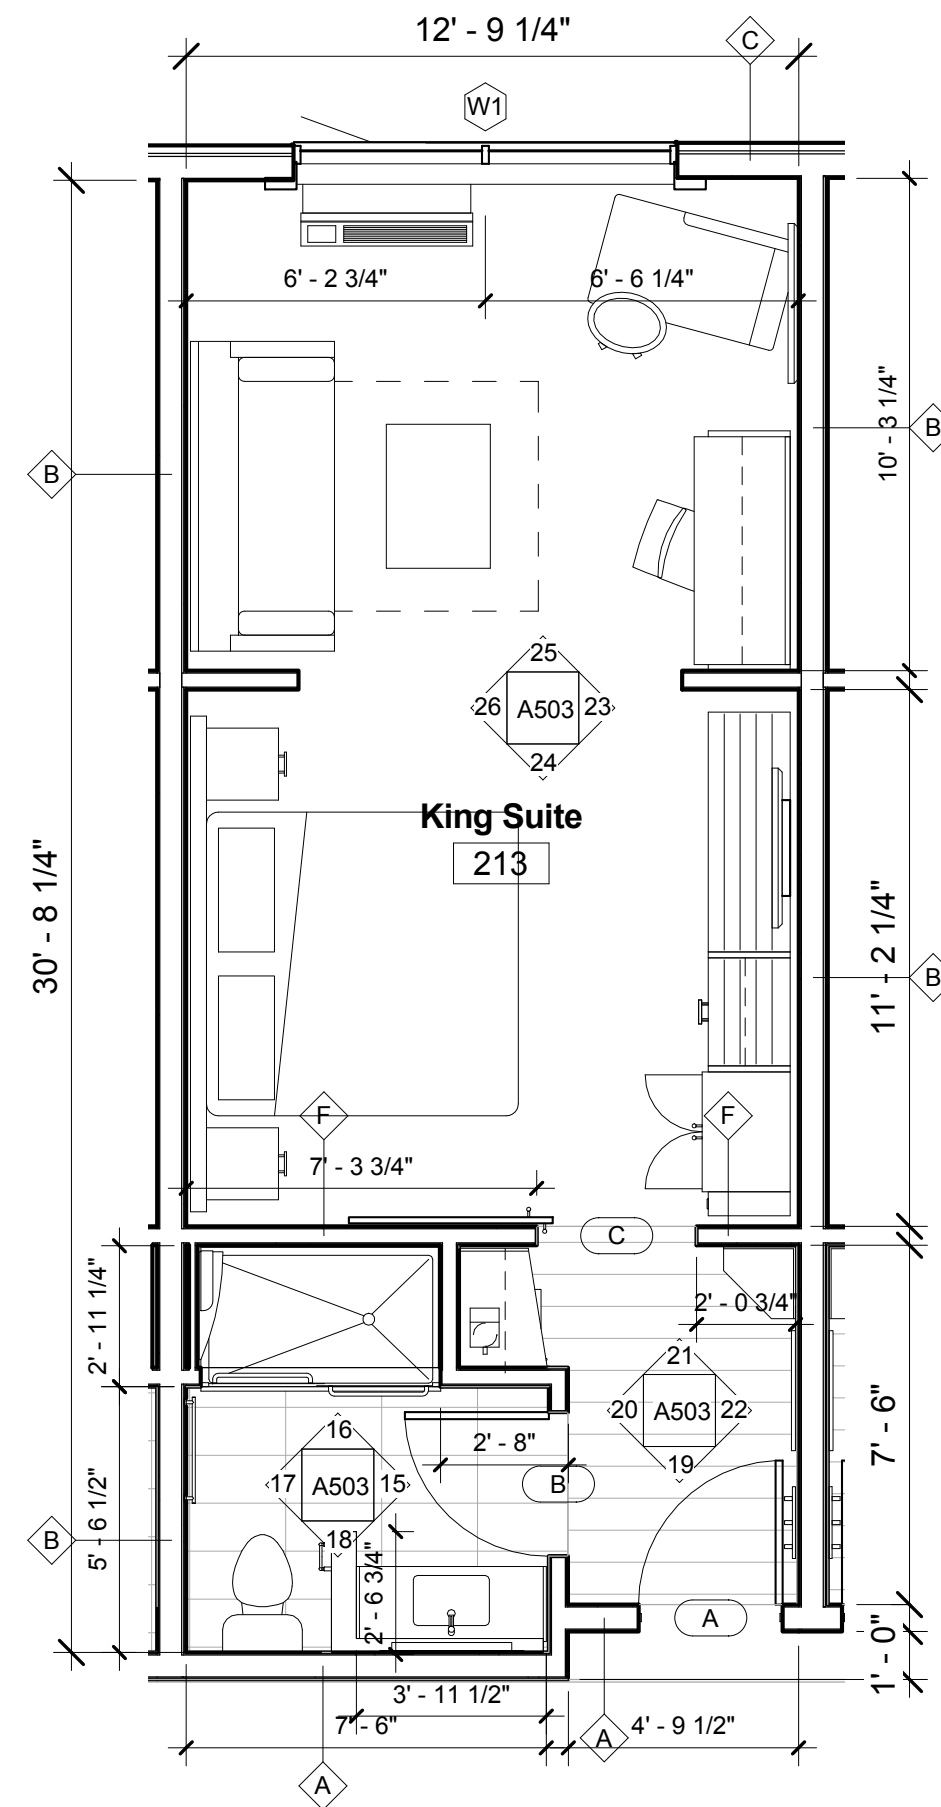 12' - 9 1/4"
C
W1
6' - 2 3/4"
6' - 6 1/4"
10' - 3 1/4"
B
B
25
26
A503
23
24
King Suite
213
30' - 8 1/4"
11' - 2 1/4"
B
F
F
7' - 3 3/4"
C
2' - 11 1/4"
2' - 0 3/4"
21
20
A503
22
19
7' - 6"
16
17
A503
15
18
2' - 8"
B
B
5' - 6 1/2"
2' - 6 3/4"
A
1' - 0"
3' - 11 1/2"
7' - 6"
A
4' - 9 1/2"
A